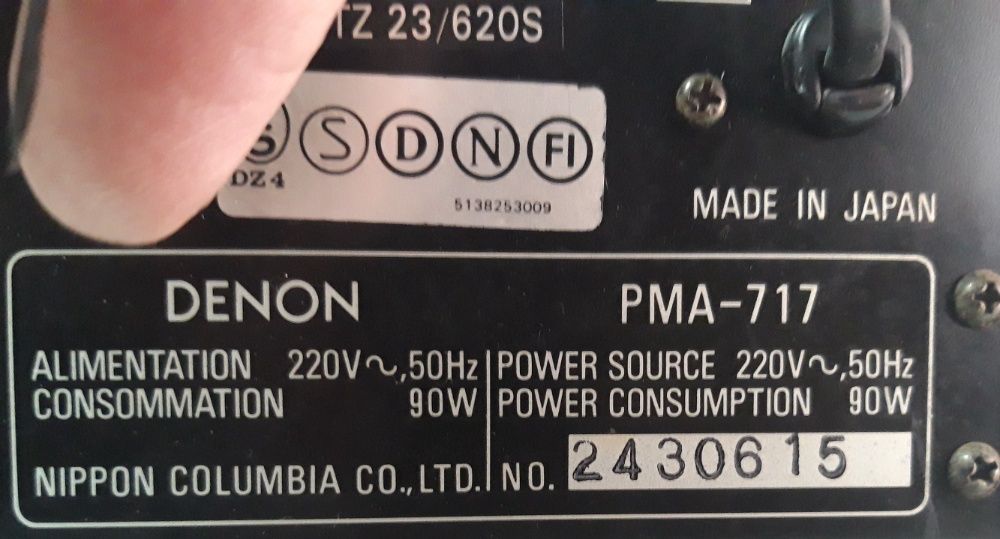 TZ 23/620S
S S D N FI
DZ4
5138253009
MADE IN JAPAN
DENON PMA-717
ALIMENTATION 220V~,50Hz POWER SOURCE 220V~,50Hz
CONSOMMATION 90W POWER CONSUMPTION 90W
NIPPON COLUMBIA CO.,LTD. NO. 2430615